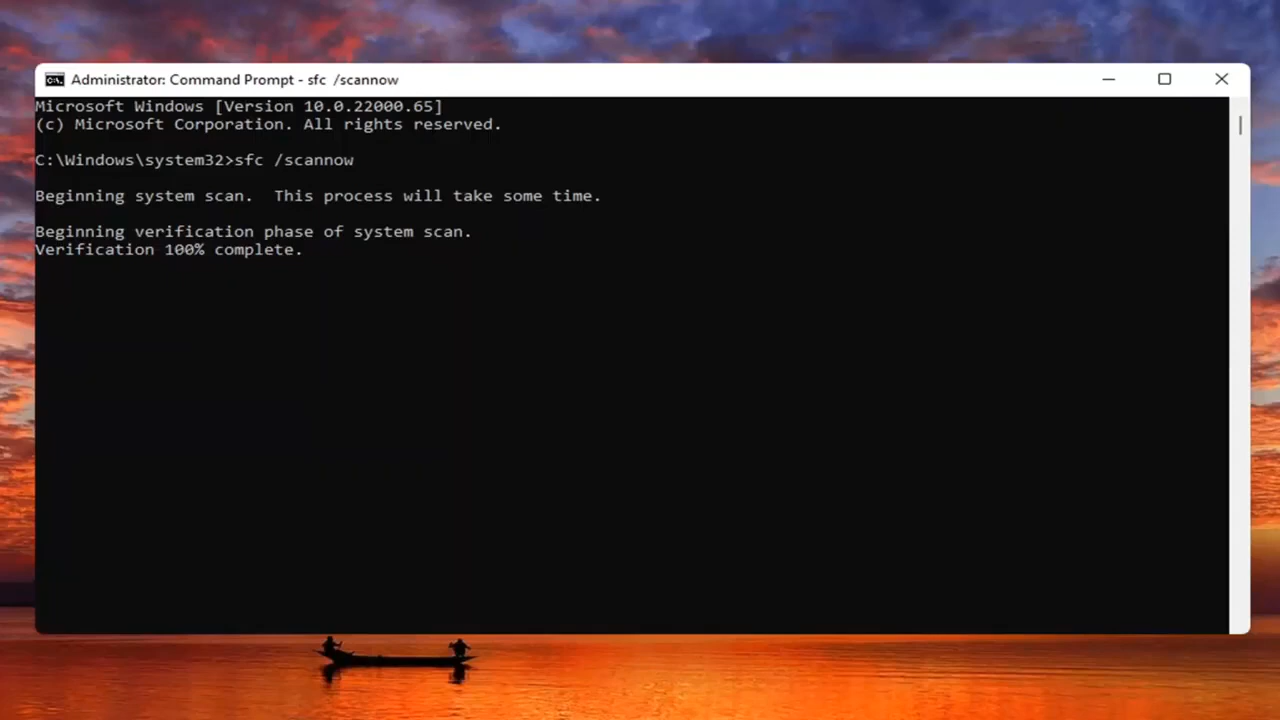 Administrator: Command Prompt - sfc  /scannow
Microsoft Windows [Version 10.0.22000.65]
(c) Microsoft Corporation. All rights reserved.
C:\Windows\system32>sfc /scannow
Beginning system scan.  This process will take some time.
Beginning verification phase of system scan.
Verification 100% complete.